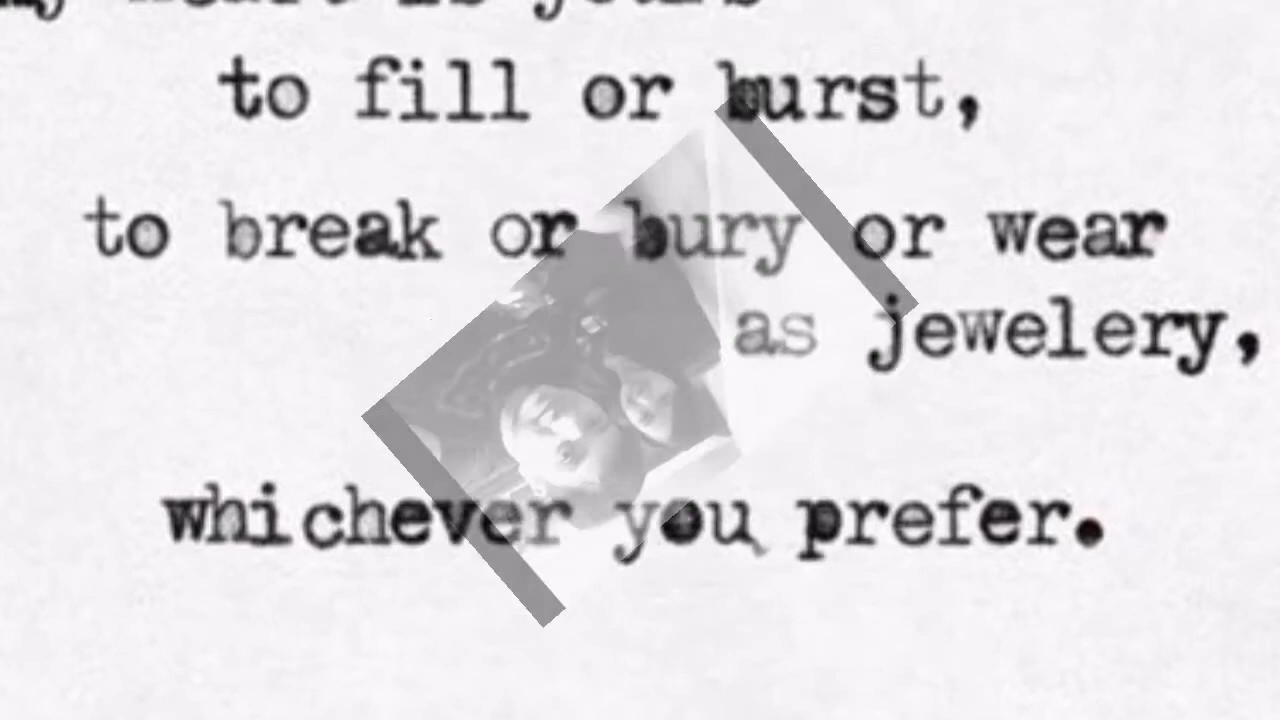 to fill or burst,
to break or bury or wear
as jewelery,
whichever you prefer.